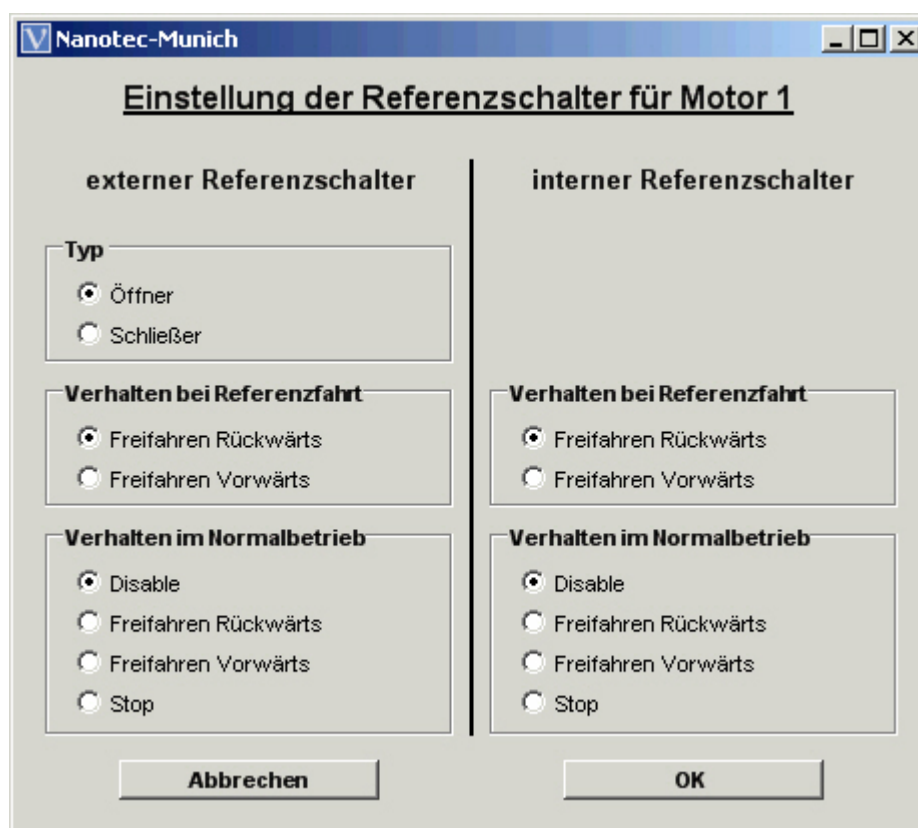 Nanotec-Munich
Einstellung der Referenzschalter für Motor 1
externer Referenzschalter
Typ
Öffner
Schließer
Verhalten bei Referenzfahrt
Freifahren Rückwärts
Freifahren Vorwärts
Verhalten im Normalbetrieb
Disable
Freifahren Rückwärts
Freifahren Vorwärts
Stop
Abbrechen
interner Referenzschalter
Verhalten bei Referenzfahrt
Freifahren Rückwärts
Freifahren Vorwärts
Verhalten im Normalbetrieb
Disable
Freifahren Rückwärts
Freifahren Vorwärts
Stop
OK